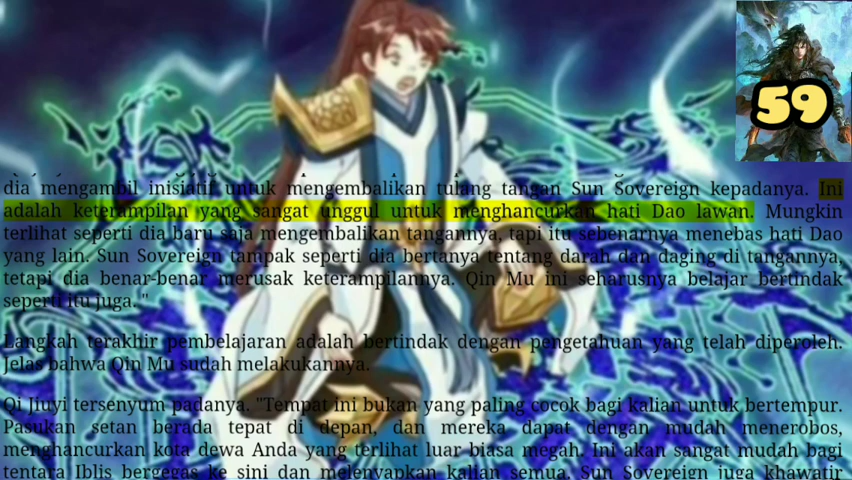 59
dia mengambil inisiatif untuk mengembalikan tulang tangan Sun Sovereign kepadanya. Ini
adalah keterampilan yang sangat unggul untuk menghancurkan hati Dao lawan. Mungkin
terlihat seperti dia baru saja mengembalikan tangannya, tapi itu sebenarnya menebas hati Dao
yang lain. Sun Sovereign tampak seperti dia bertanya tentang darah dan daging di tangannya,
tetapi dia benar-benar merusak keterampilannya. Qin Mu ini seharusnya belajar bertindak
seperti itu juga. "
Langkah terakhir pembelajaran adalah bertindak dengan pengetahuan yang telah diperoleh.
Jelas bahwa Qin Mu sudah melakukannya.
Qi Jiuyi tersenyum padanya. "Tempat ini bukan yang paling cocok bagi kalian untuk bertempur.
Pasukan setan berada tepat di depan, dan mereka dapat dengan mudah menerobos,
menghancurkan kota dewa Anda yang terlihat luar biasa megah. Ini akan sangat mudah bagi
tentara Iblis bergegas ke sini dan melenyapkan kalian semua. Sun Sovereign juga khawatir